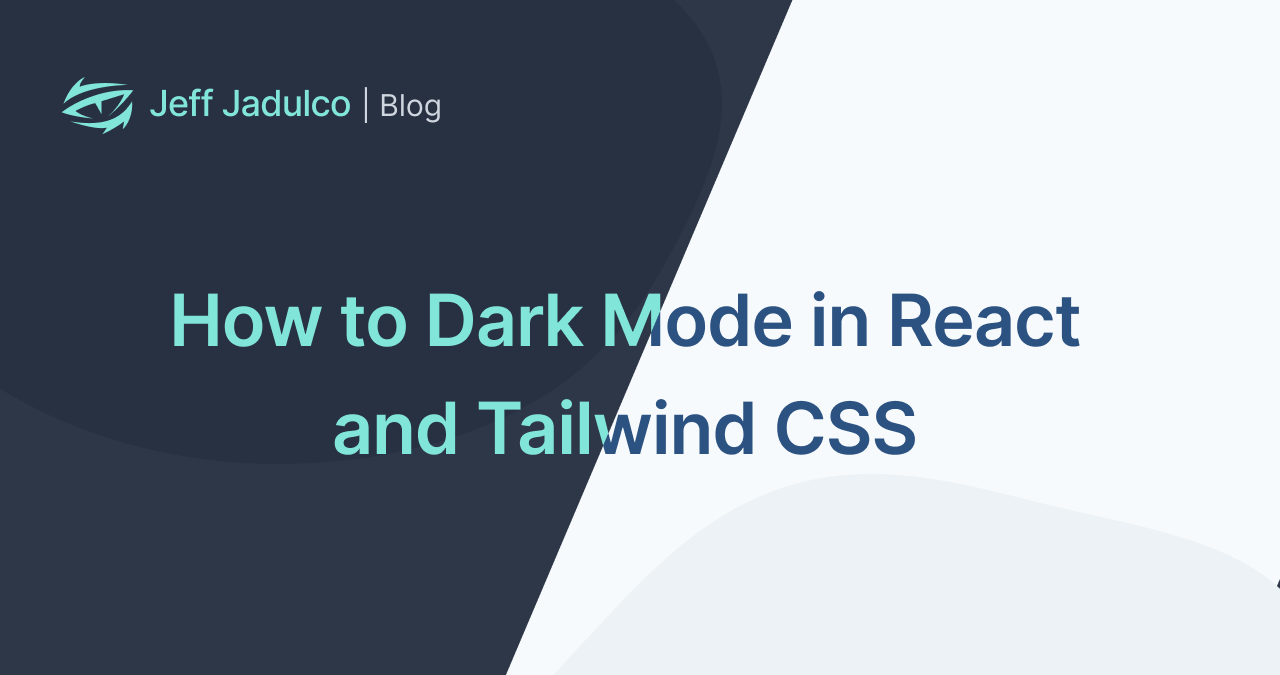 Jeff Jadulco | Blog
How to Dark Mode in React
and Tailwind CSS